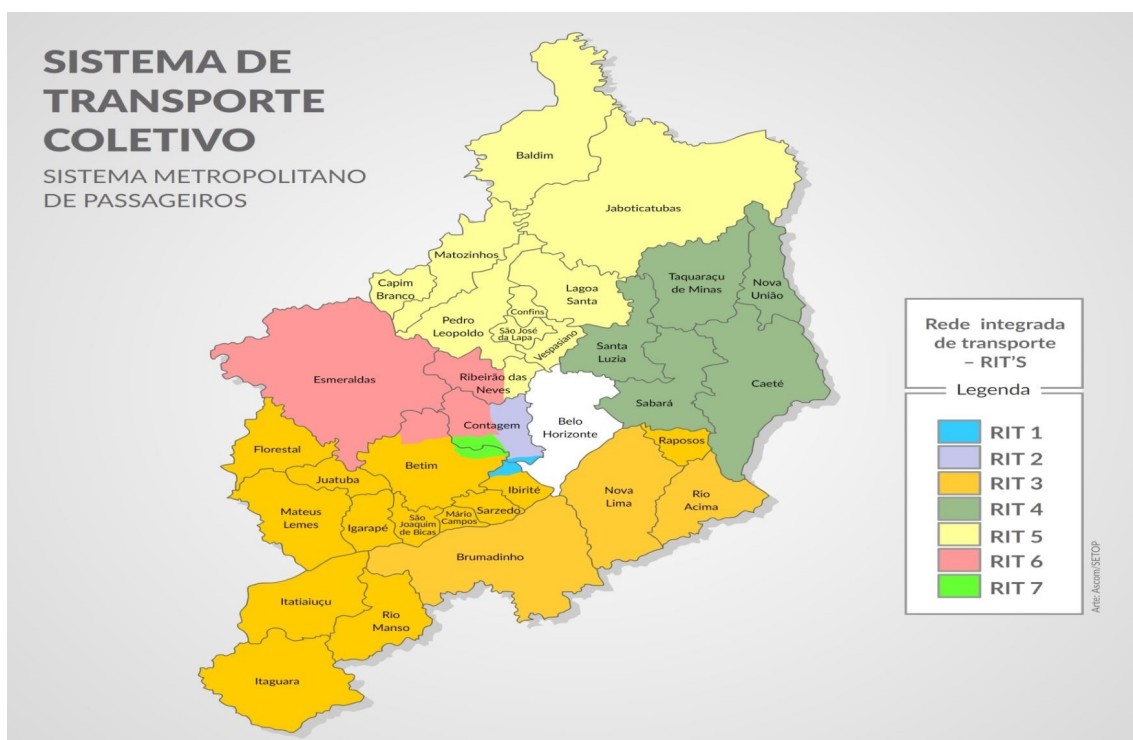 SISTEMA DE
TRANSPORTE
COLETIVO
SISTEMA METROPOLITANO
DE PASSAGEIROS
Baldim
Jaboticatubas
Matozinhos
Capim
Branco
Lagoa
Santa
Taquaraçu
de Minas
Nova
União
Confins
Pedro
Leopoldo
São José
da Lapa
Vespasiano
Santa
Luzia
Esmeraldas
Ribeirão das
Neves
Caeté
Sabará
Contagem
Belo
Horizonte
Florestal
Betim
Raposos
Juatuba
Ibirité
Nova
Lima
Rio
Acima
Mateus
Lemes
Igarapé
São
Joaquim
de Bicas
Mário
Campos
Sarzedo
Brumadinho
Itatiaiuçu
Rio
Manso
Itaguara
Rede integrada
de transporte
– RIT'S
Legenda
RIT 1
RIT 2
RIT 3
RIT 4
RIT 5
RIT 6
RIT 7
Arte: Ascom/SETOP